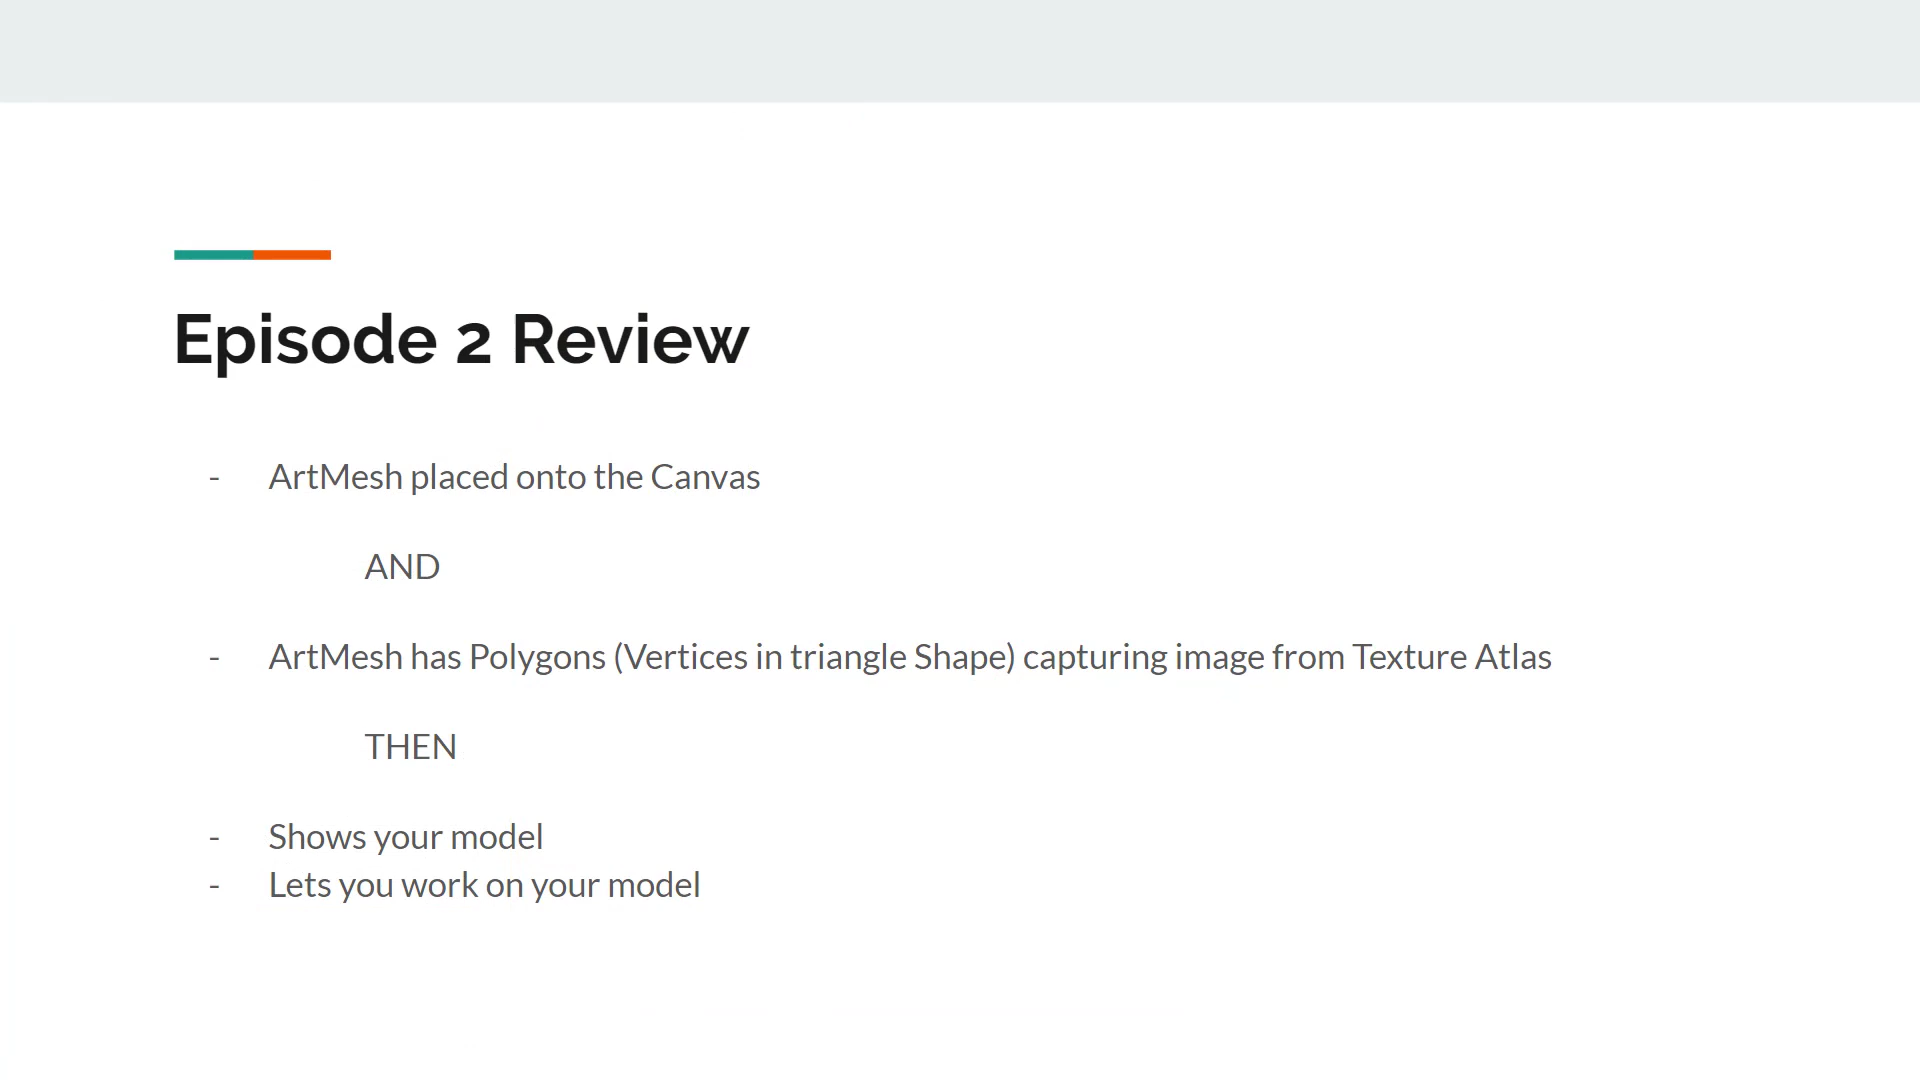 Episode 2 Review
- ArtMesh placed onto the Canvas
AND
- ArtMesh has Polygons (Vertices in triangle Shape) capturing image from Texture Atlas
THEN
- Shows your model
- Lets you work on your model